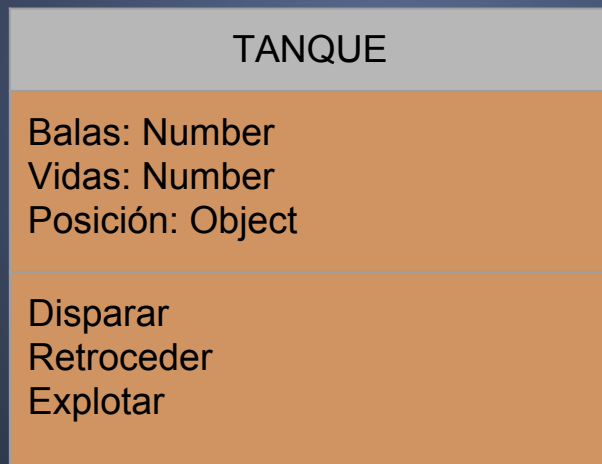 TANQUE
Balas: Number
Vidas: Number
Posición: Object
Disparar
Retroceder
Explotar